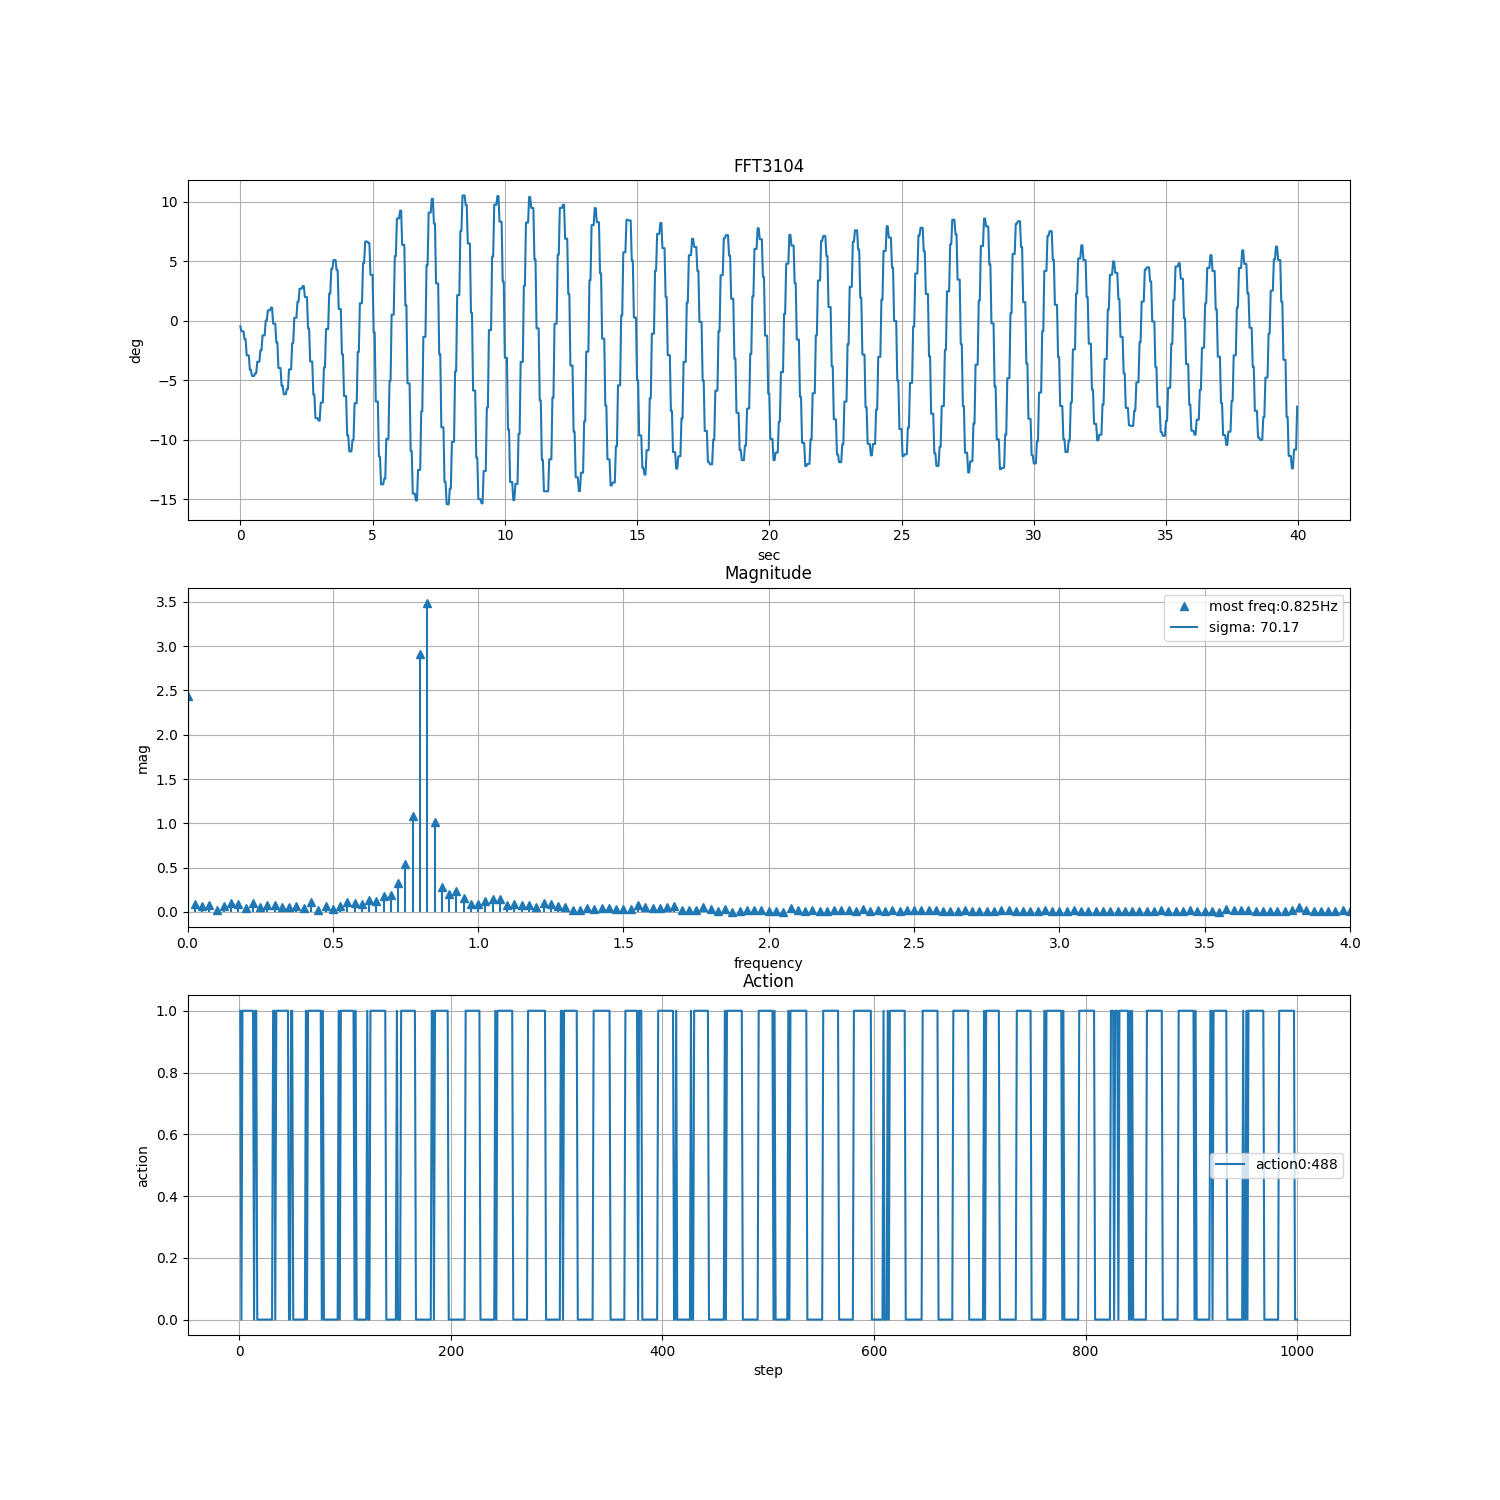 FFT3104
10
5
0
−5
−10
−15
deg
0 5 10 15 20 25 30 35 40
sec
Magnitude
3.5
3.0
2.5
2.0
1.5
1.0
0.5
0.0
mag
most freq:0.825Hz
sigma: 70.17
0.0 0.5 1.0 1.5 2.0 2.5 3.0 3.5 4.0
frequency
Action
1.0
0.8
0.6
0.4
0.2
0.0
action
action0:488
0 200 400 600 800 1000
step